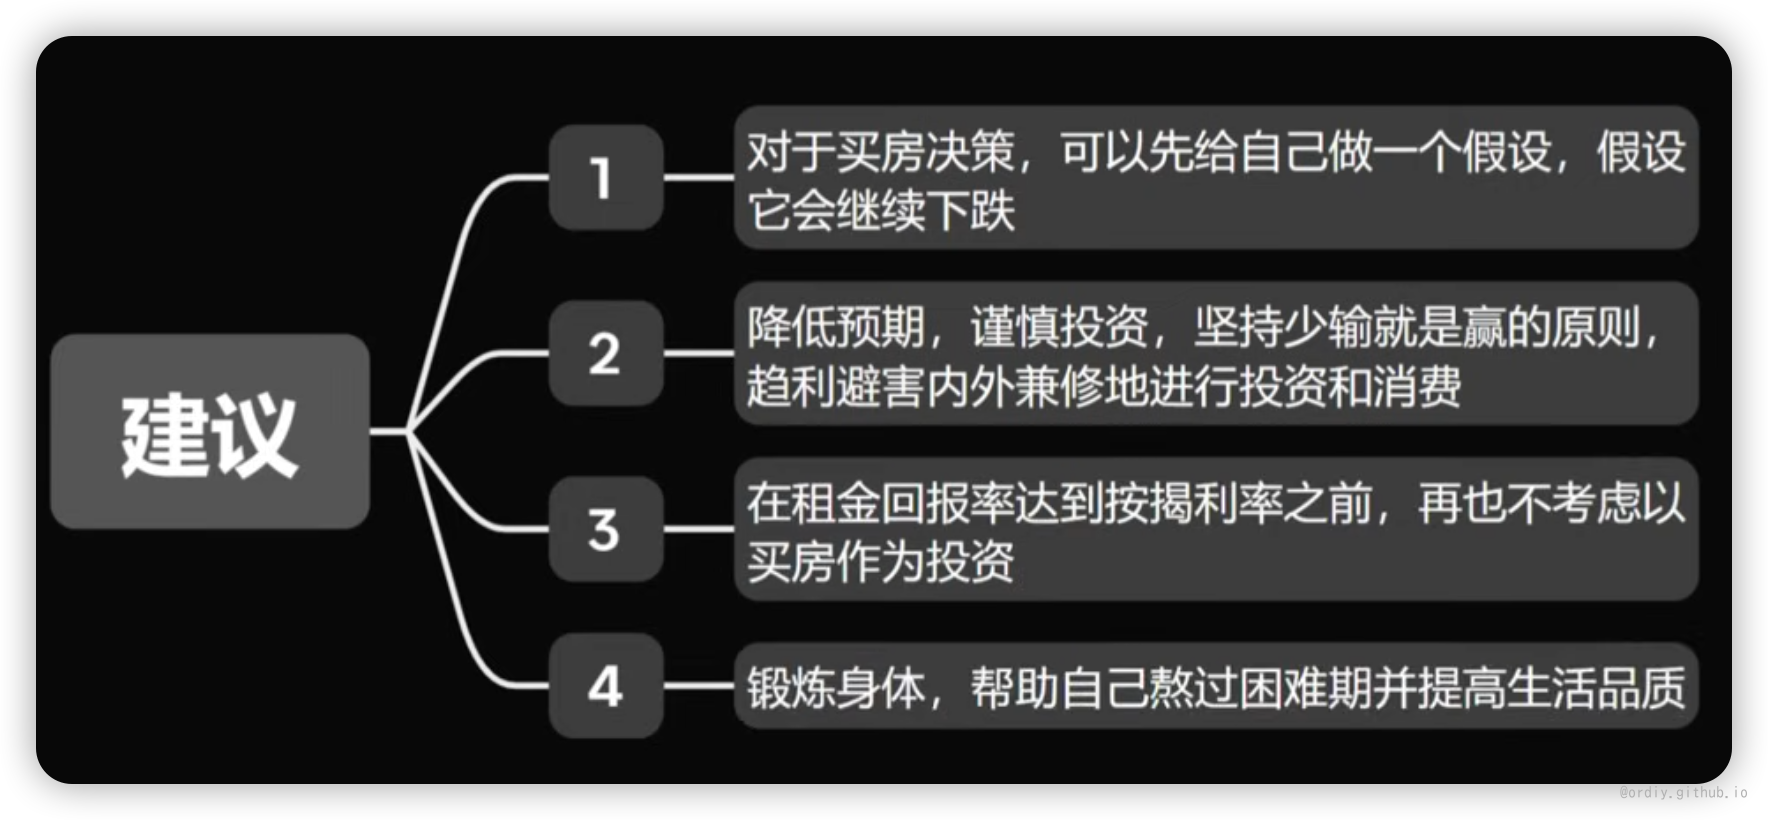 建议
1
对于买房决策，可以先给自己做一个假设，假设
它会继续下跌
2
降低预期，谨慎投资，坚持少输就是赢的原则，
趋利避害内外兼修地进行投资和消费
3
在租金回报率达到按揭利率之前，再也不考虑以
买房作为投资
4
锻炼身体，帮助自己熬过困难期并提高生活品质
@ordiy.github.io